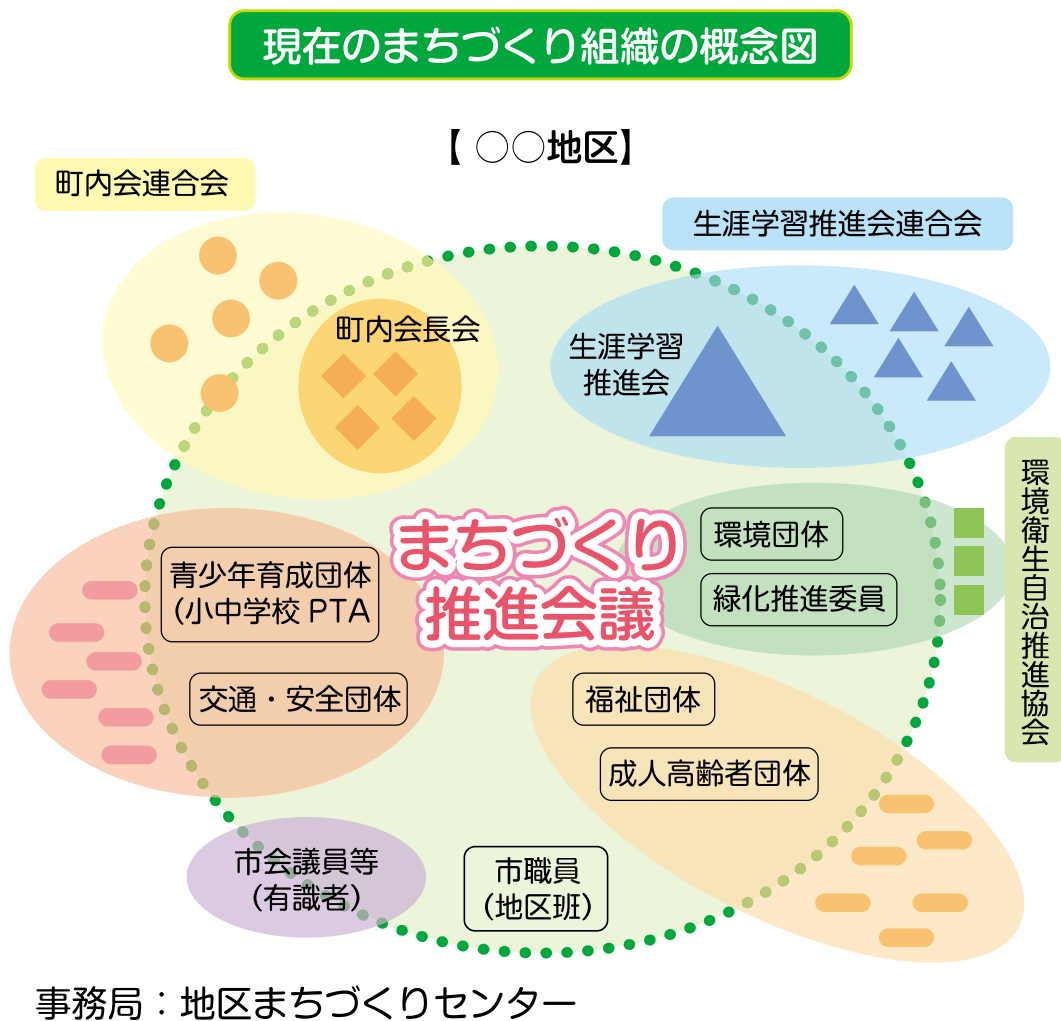 現在のまちづくり組織の概念図
【 ○○地区】
町内会連合会
生涯学習推進会連合会
町内会長会
生涯学習
推進会
環境衛生自治推進協会
まちづくり
推進会議
環境団体
緑化推進委員
青少年育成団体
(小中学校 PTA
交通・安全団体
福祉団体
成人高齢者団体
市会議員等
（有識者）
市職員
（地区班）
事務局：地区まちづくりセンター